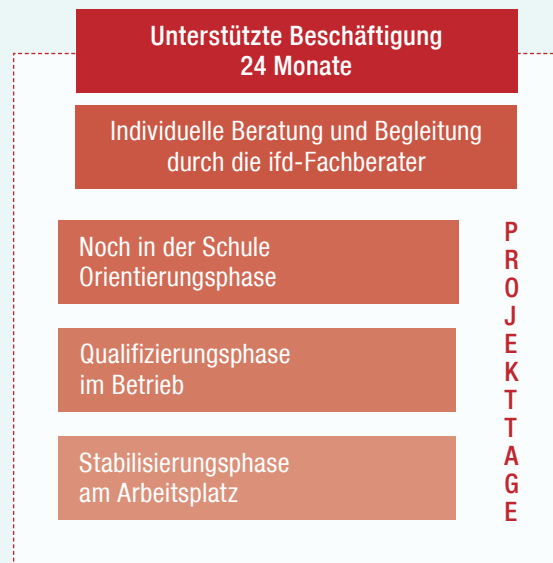 Unterstützte Beschäftigung
24 Monate
Individuelle Beratung und Begleitung
durch die ifd-Fachberater
Noch in der Schule
Orientierungsphase
Qualifizierungsphase
im Betrieb
Stabilisierungsphase
am Arbeitsplatz
PROJEKTTAGE